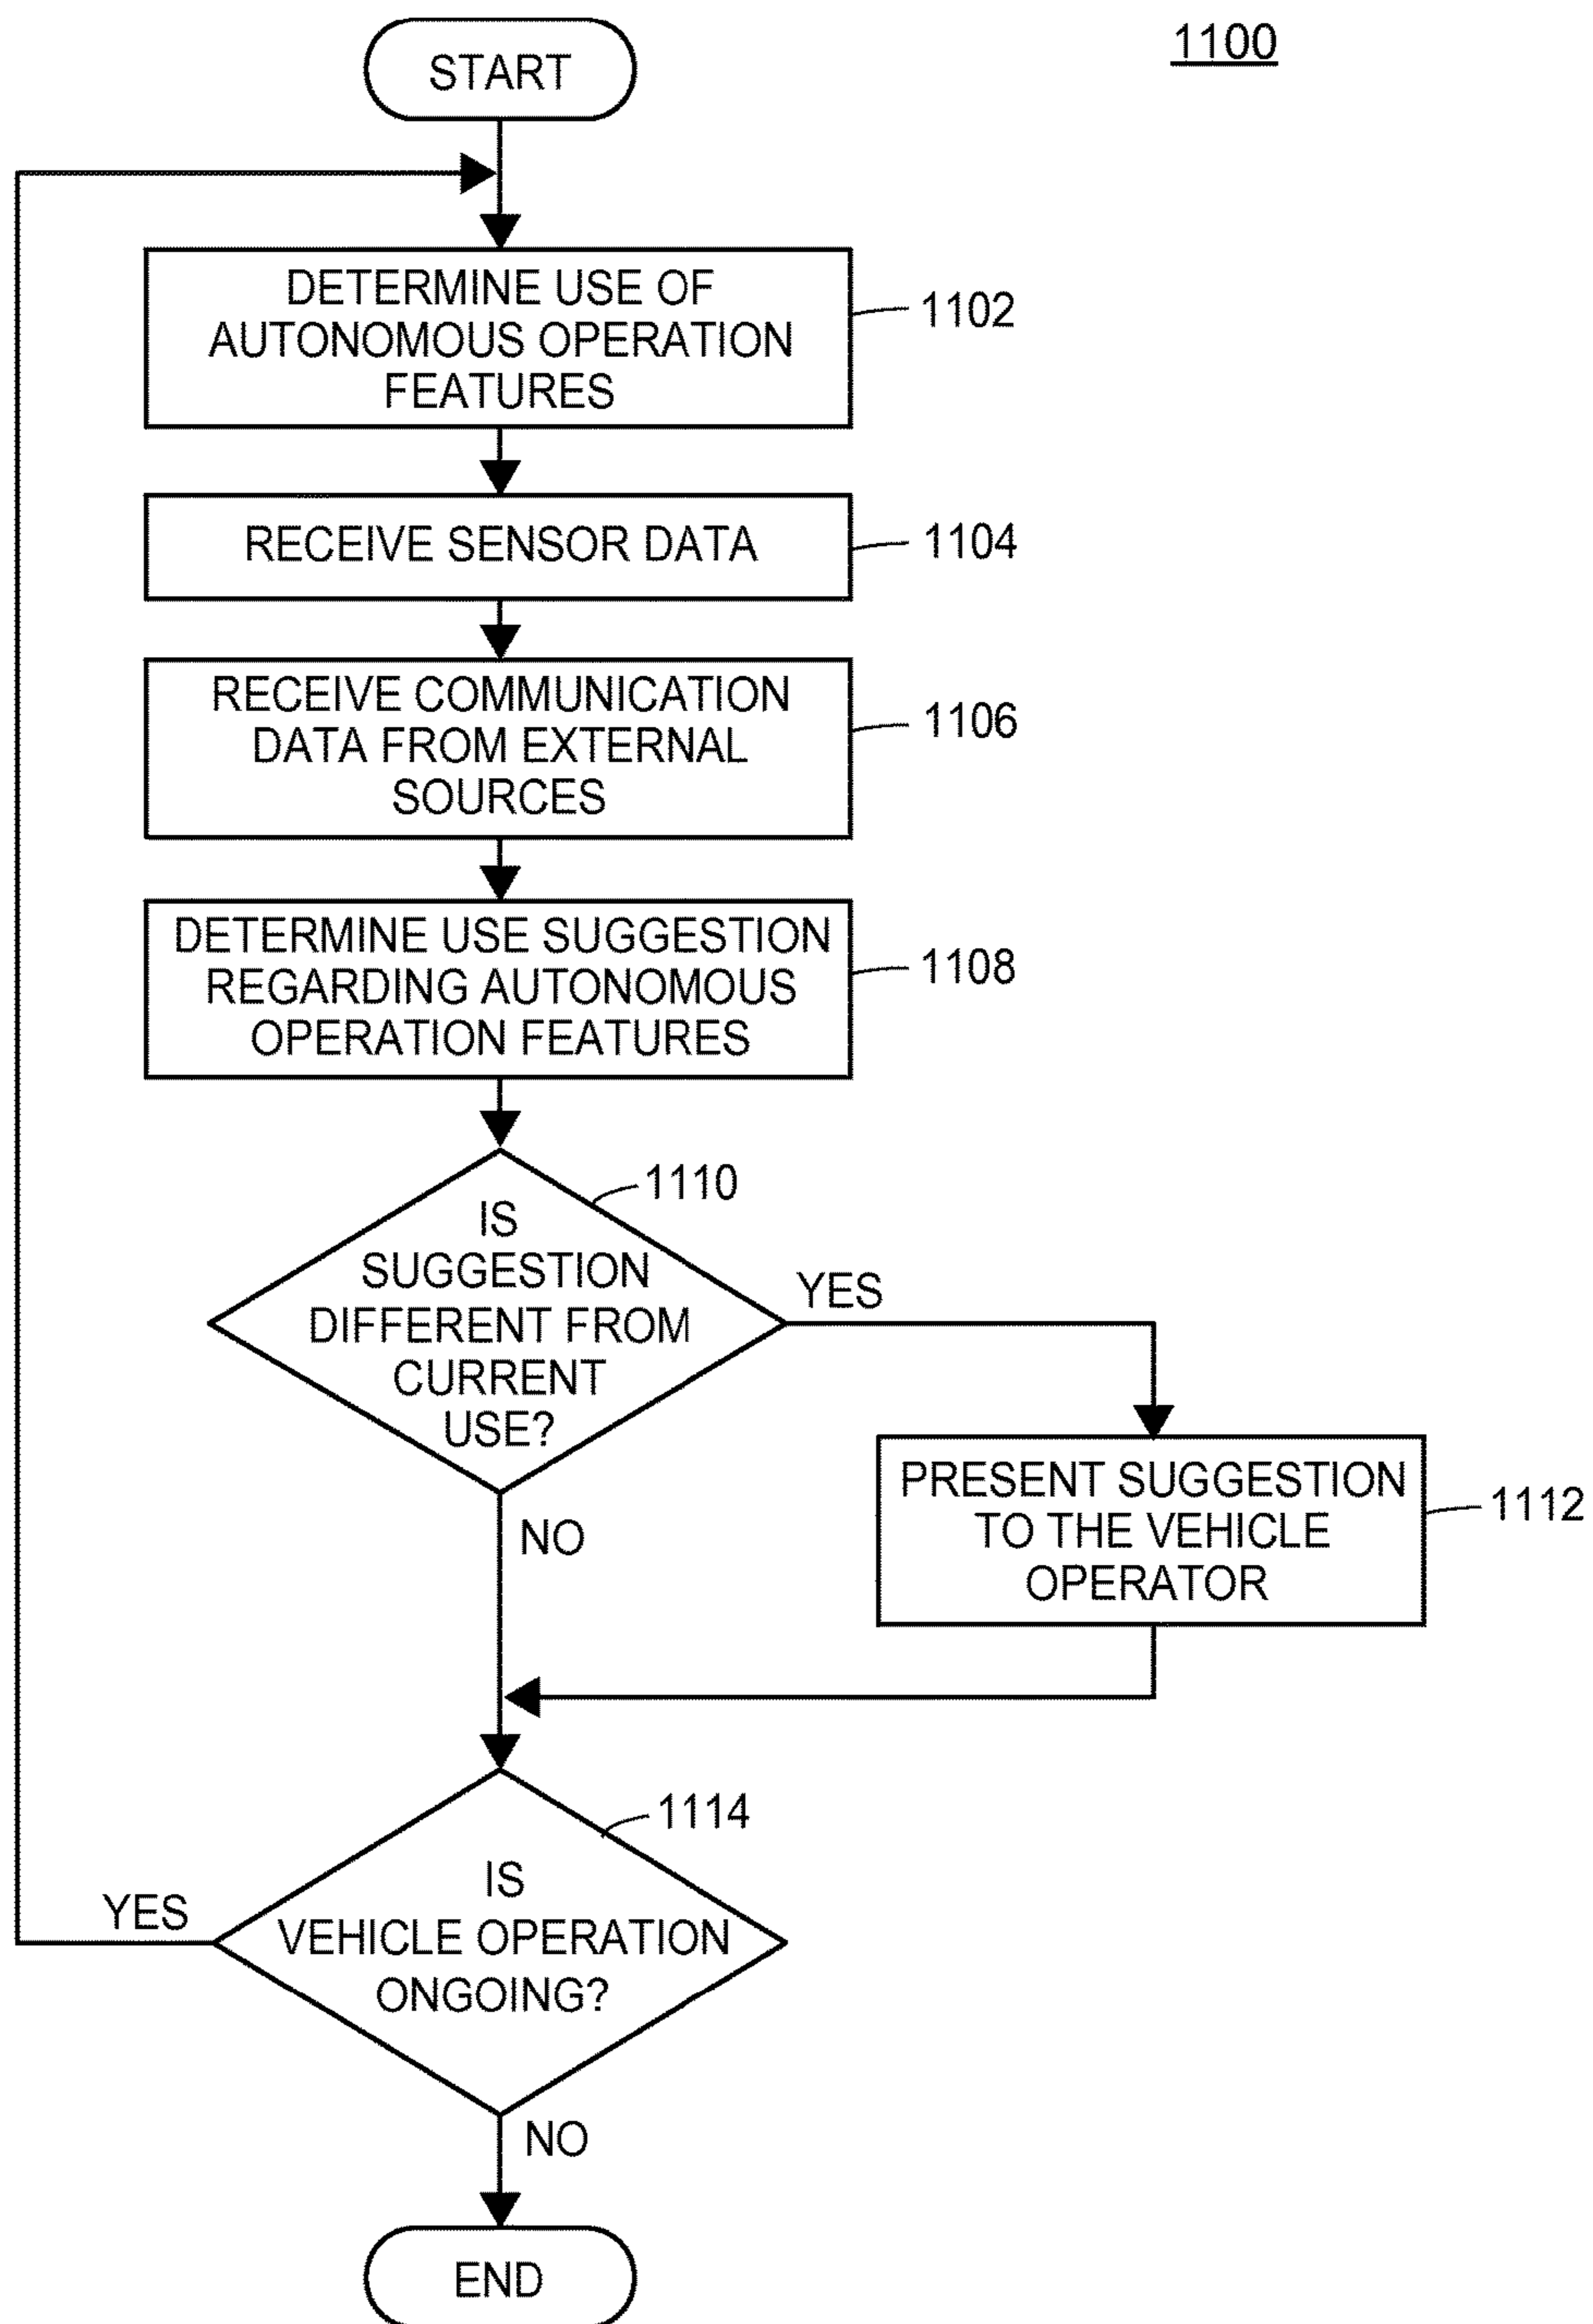 1100
START
DETERMINE USE OF
AUTONOMOUS OPERATION
FEATURES
1102
RECEIVE SENSOR DATA
1104
RECEIVE COMMUNICATION
DATA FROM EXTERNAL
SOURCES
1106
DETERMINE USE SUGGESTION
REGARDING AUTONOMOUS
OPERATION FEATURES
1108
1110
IS
SUGGESTION
DIFFERENT FROM
CURRENT
USE?
YES
NO
PRESENT SUGGESTION
TO THE VEHICLE
OPERATOR
1112
1114
IS
VEHICLE OPERATION
ONGOING?
YES
NO
END